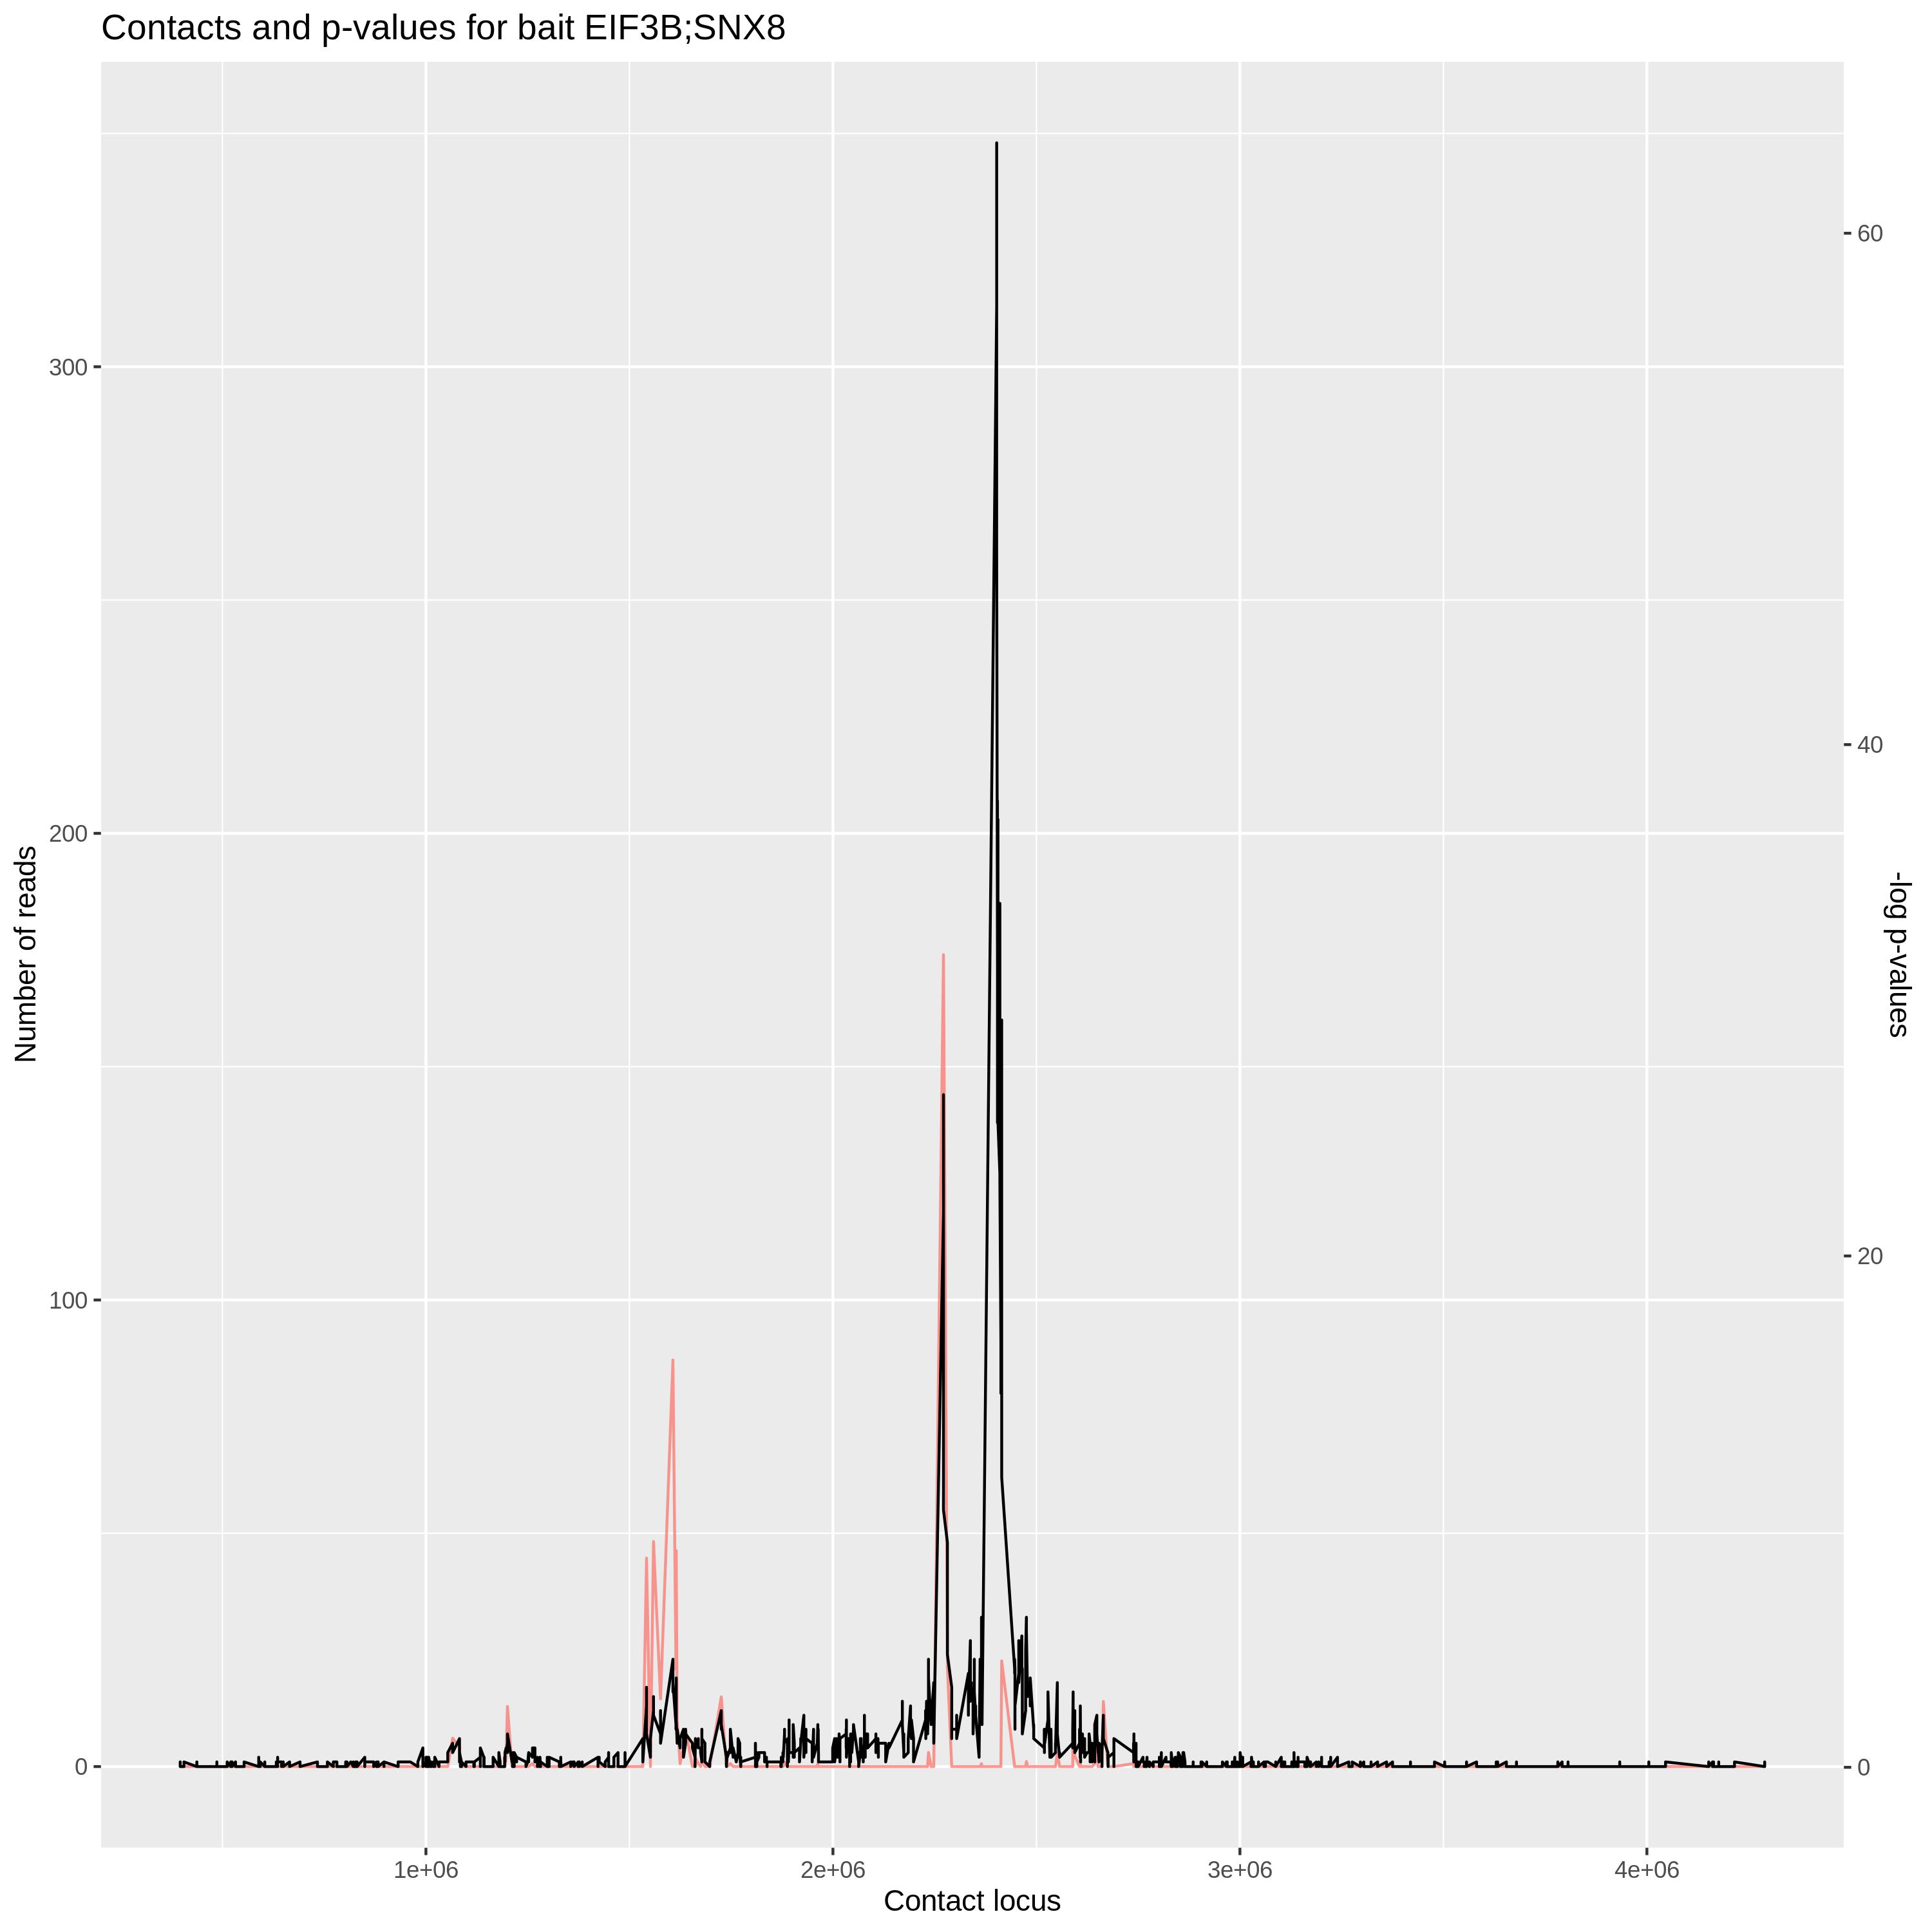 Contacts and p-values for bait EIF3B;SNX8
Number of reads
300
200
100
0
60
40
20
0
-log p-values
1e+06
2e+06
3e+06
4e+06
Contact locus